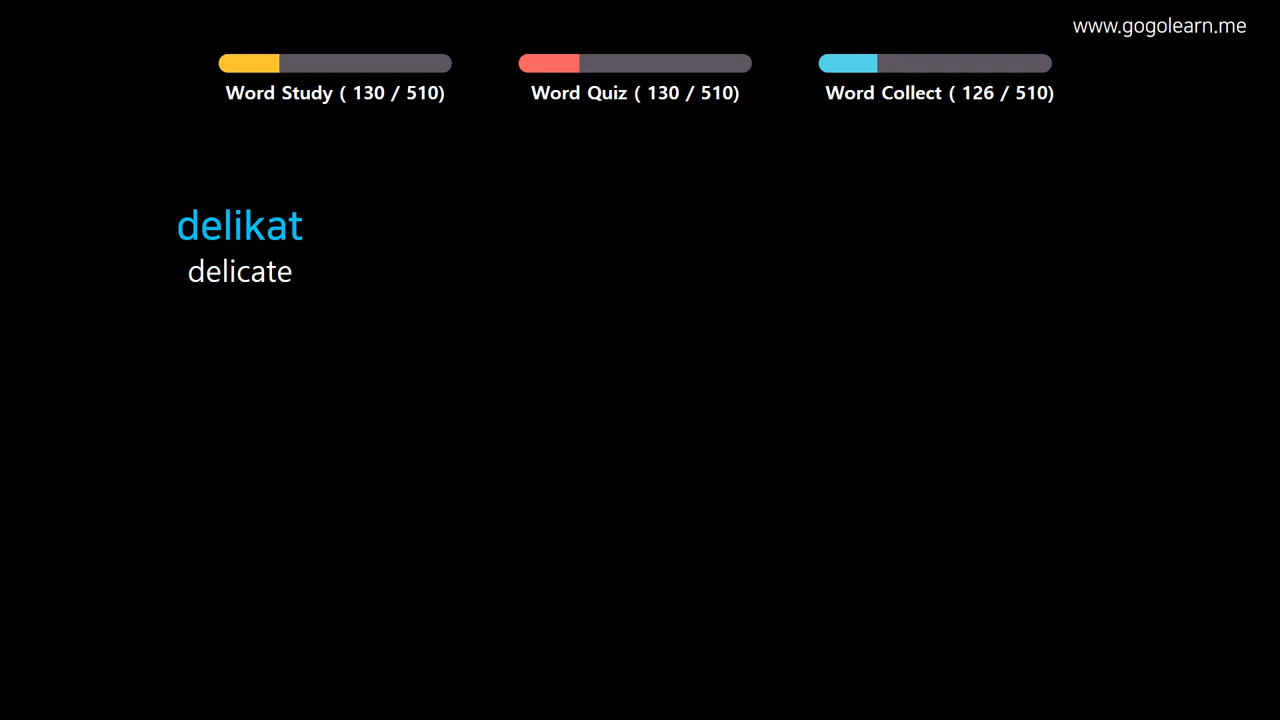 www.gogolearn.me
Word Study ( 130 / 510)
Word Quiz ( 130 / 510)
Word Collect ( 126 / 510)
delikat
delicate